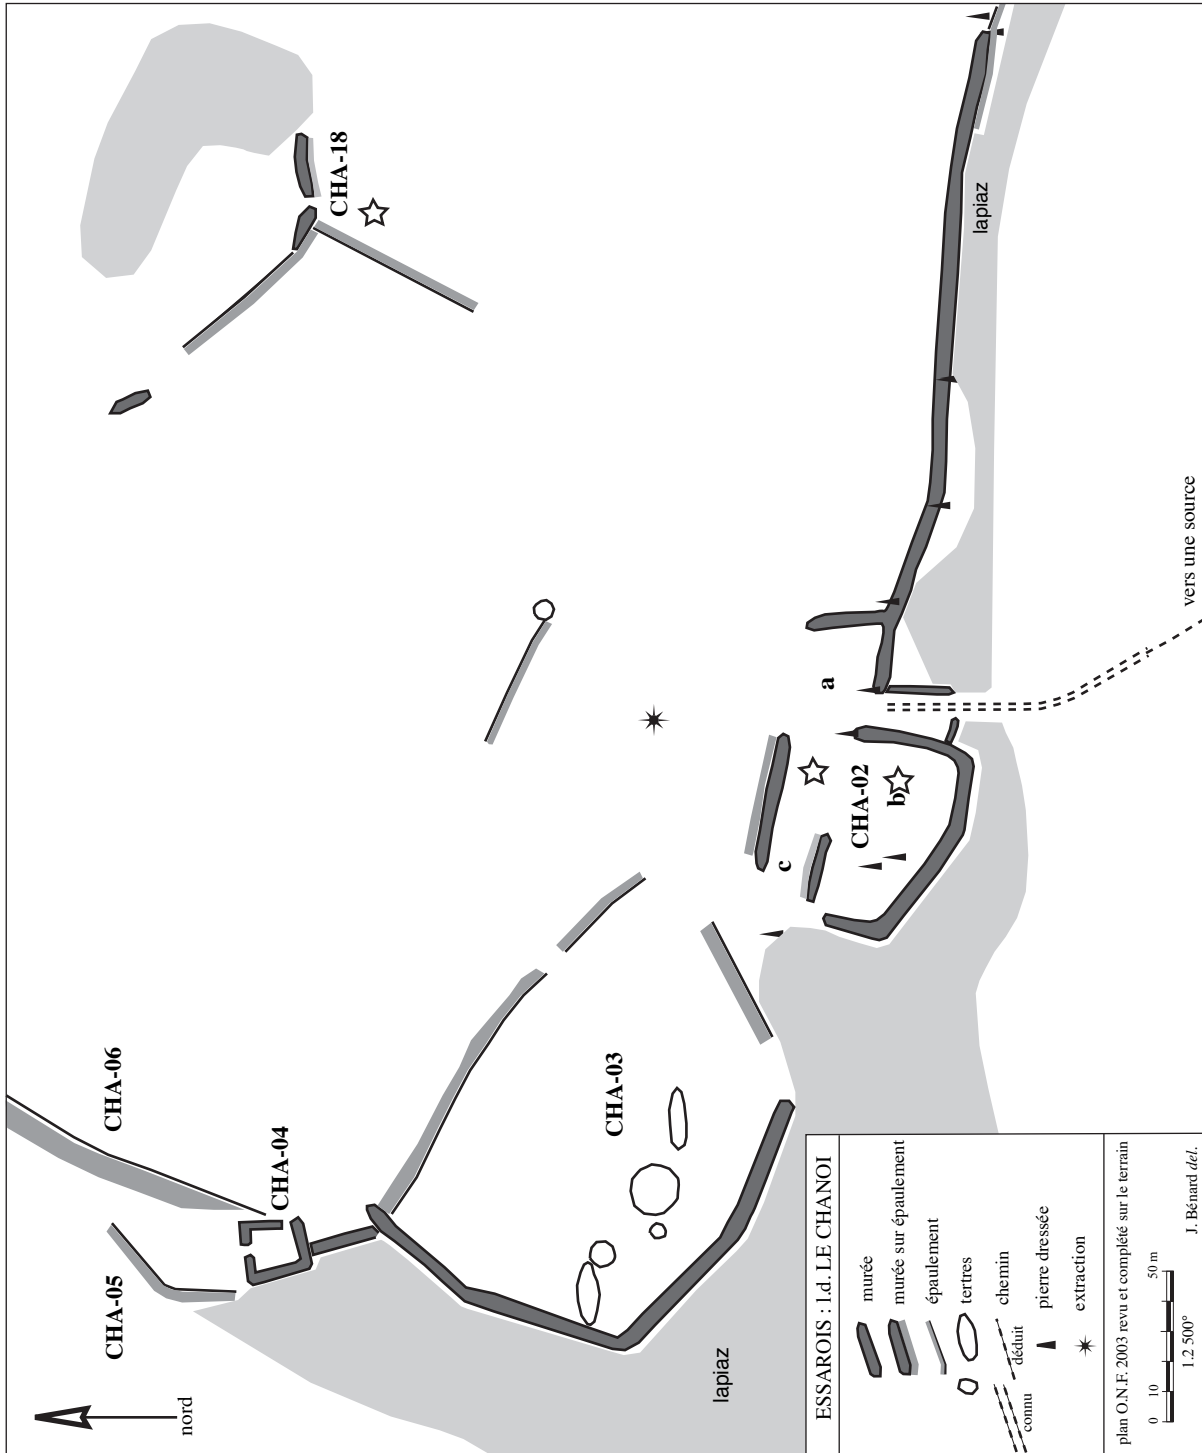 nord
CHA-05
CHA-06
CHA-04
CHA-03
lapiaz
CHA-18
c
a
CHA-02
b
lapiaz
vers une source
ESSAROIS : l.d. LE CHANOI
murée
murée sur épaulement
épaulement
tertres
chemin
connu
déduit
pierre dressée
extraction
plan O.N.F. 2003 revu et complété sur le terrain
0 10 50 m
1.2 500°
J. Bénard del.